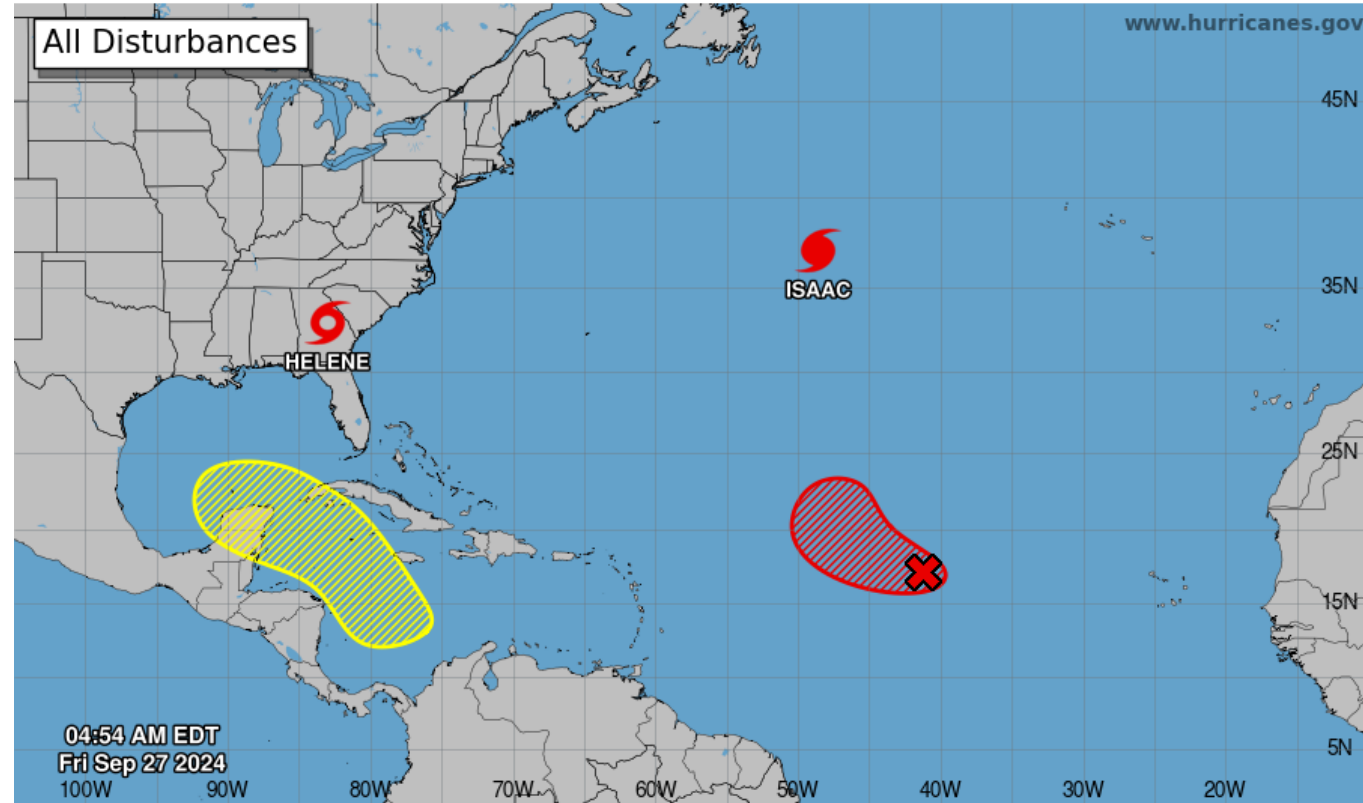 All Disturbances
www.hurricanes.gov
45N
ISAAC
35N
HELENE
25N
15N
04:54 AM EDT
Fri Sep 27 2024
5N
100W 90W 80W 70W 60W 50W 40W 30W 20W